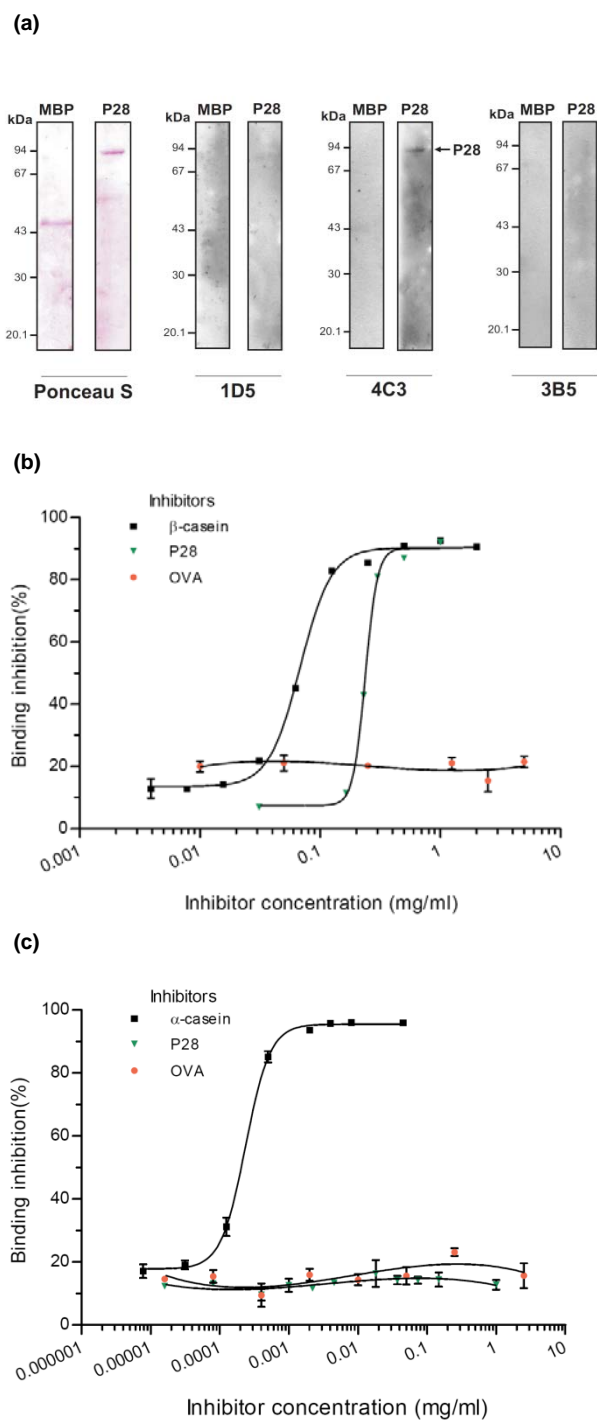 (a)
MBP P28 MBP P28 MBP P28 MBP P28
kDa kDa kDa kDa
94 94 94 94
P28
67 67 67 67
43 43 43 43
30 30 30 30
20.1 20.1 20.1 20.1
Ponceau S 1D5 4C3 3B5
(b)
Inhibitors
β-casein
P28
OVA
Binding inhibition(%)
100
80
60
40
20
0
0.001 0.01 0.1 1 10
Inhibitor concentration (mg/ml)
(c)
Inhibitors
α-casein
P28
OVA
Binding inhibition(%)
100
80
60
40
20
0
0.000001 0.00001 0.0001 0.001 0.01 0.1 1 10
Inhibitor concentration (mg/ml)